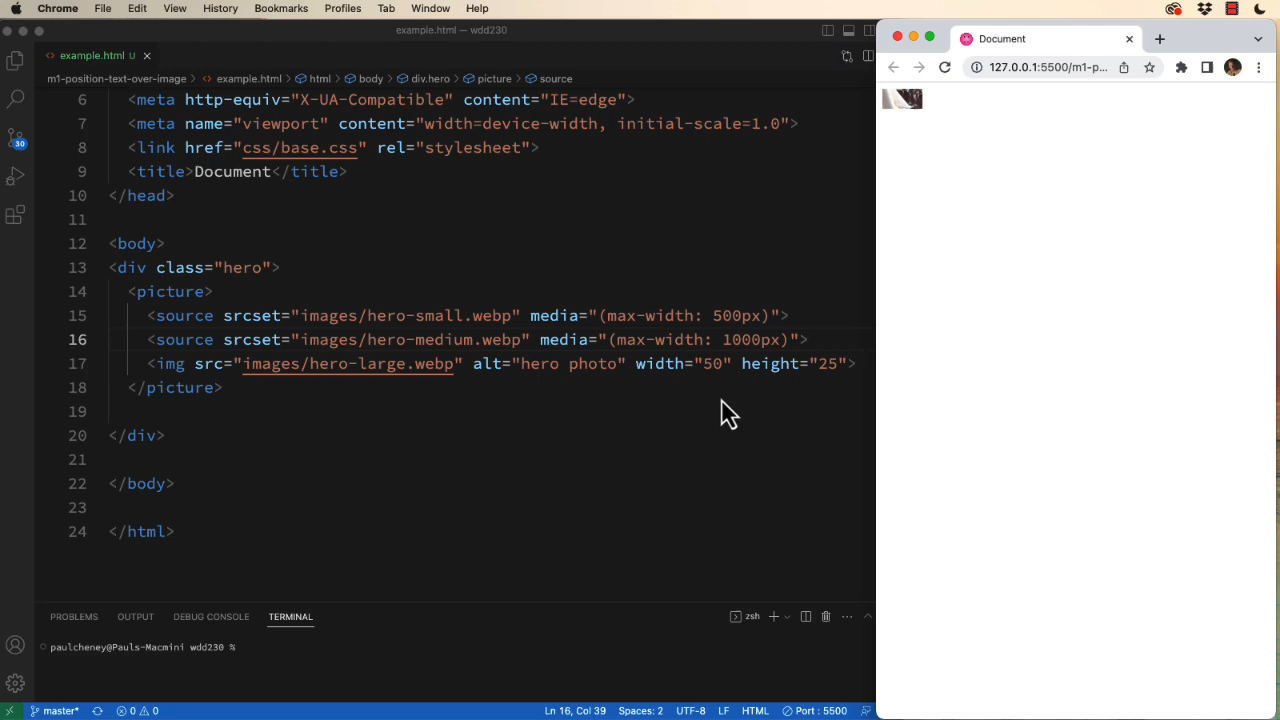 Chrome File Edit View History Bookmarks Profiles Tab Window Help
example.html — wdd230
example.html U
m1-position-text-over-image > example.html > html > body > div.hero > picture > source
6 <meta http-equiv="X-UA-Compatible" content="IE=edge">
7 <meta name="viewport" content="width=device-width, initial-scale=1.0">
8 <link href="css/base.css" rel="stylesheet">
9 <title>Document</title>
10 </head>
11
12 <body>
13 <div class="hero">
14 <picture>
15 <source srcset="images/hero-small.webp" media="(max-width: 500px)">
16 <source srcset="images/hero-medium.webp" media="(max-width: 1000px)">
17 <img src="images/hero-large.webp" alt="hero photo" width="50" height="25">
18 </picture>
19
20 </div>
21
22 </body>
23
24 </html>
30
PROBLEMS OUTPUT DEBUG CONSOLE TERMINAL
zsh
paulcheney@Pauls-Macmini wdd230 %
master* 0 0 Ln 16, Col 39 Spaces: 2 UTF-8 LF HTML Port : 5500
Document
127.0.0.1:5500/m1-p...